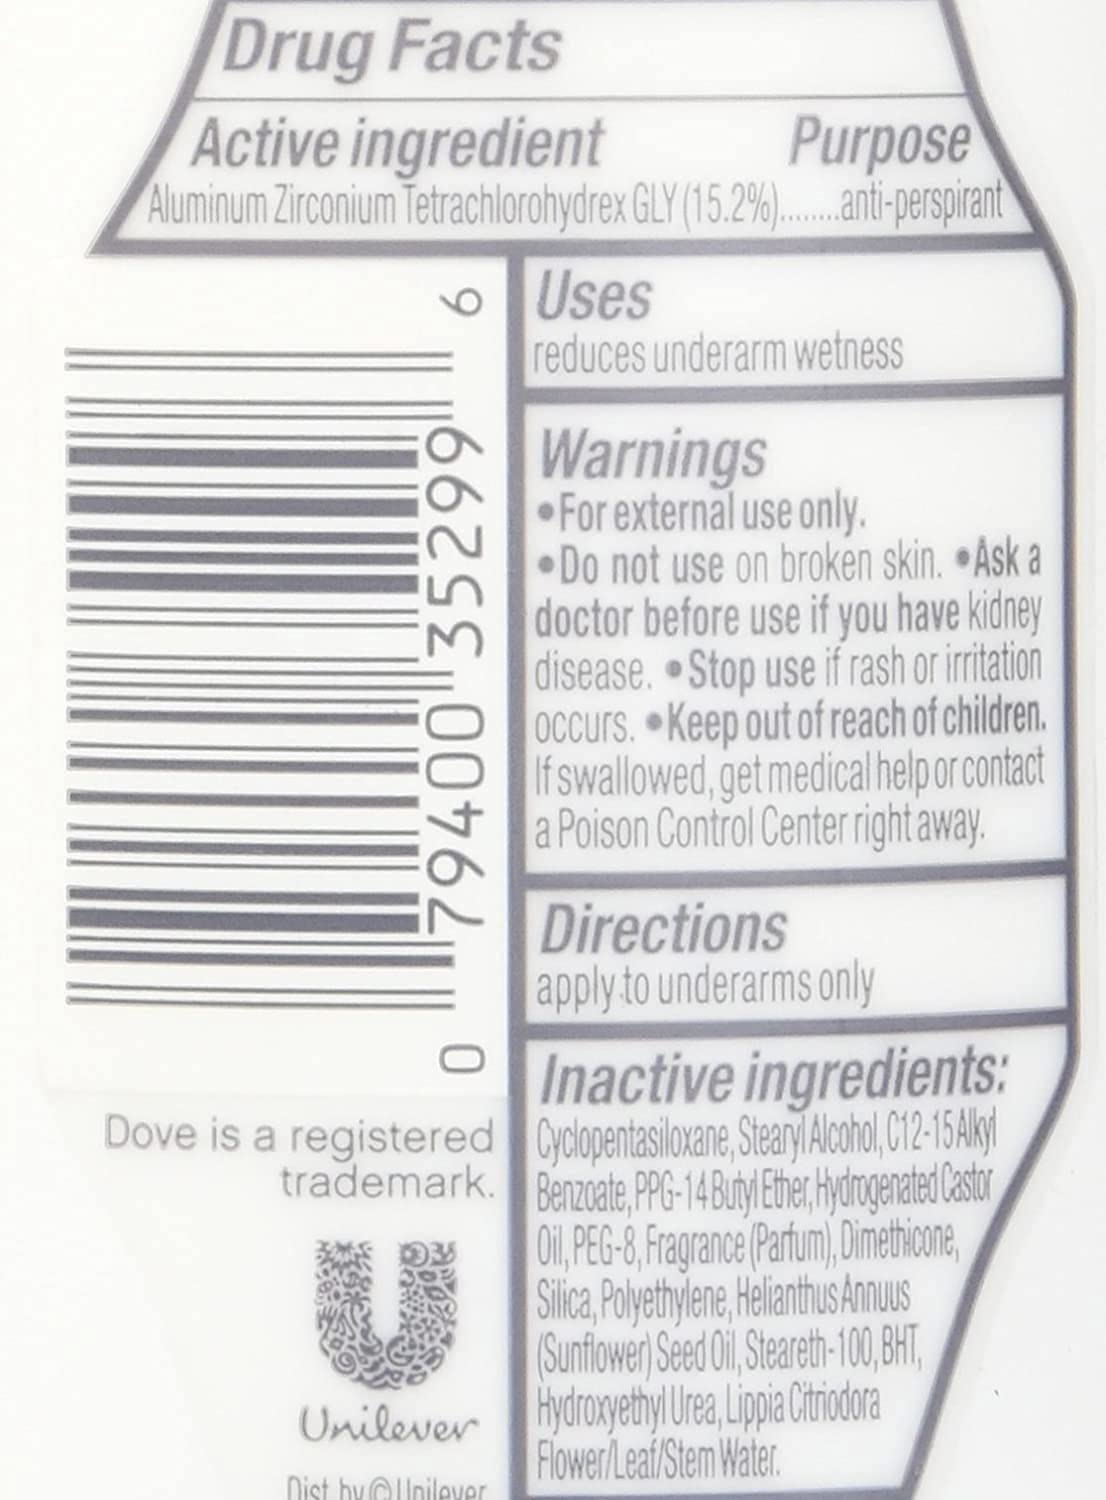 Drug Facts
Active ingredient Purpose
Aluminum Zirconium Tetrachlorohydrex GLY (15.2%)........anti-perspirant
Uses
reduces underarm wetness
Warnings
•For external use only.
•Do not use on broken skin. •Ask a
doctor before use if you have kidney
disease. •Stop use if rash or irritation
occurs. •Keep out of reach of children.
If swallowed, get medical help or contact
a Poison Control Center right away.
Directions
apply to underarms only
Inactive ingredients:
Cyclopentasiloxane, Stearyl Alcohol, C12-15 Alkyl
Benzoate, PPG-14 Butyl Ether, Hydrogenated Castor
Oil, PEG-8, Fragrance (Parfum), Dimethicone,
Silica, Polyethylene, Helianthus Annuus
(Sunflower) Seed Oil, Steareth-100, BHT,
Hydroxyethyl Urea, Lippia Citriodora
Flower/Leaf/Stem Water.
0 79400 35299 6
Dove is a registered
trademark.
Unilever
Dist. by © Unilever